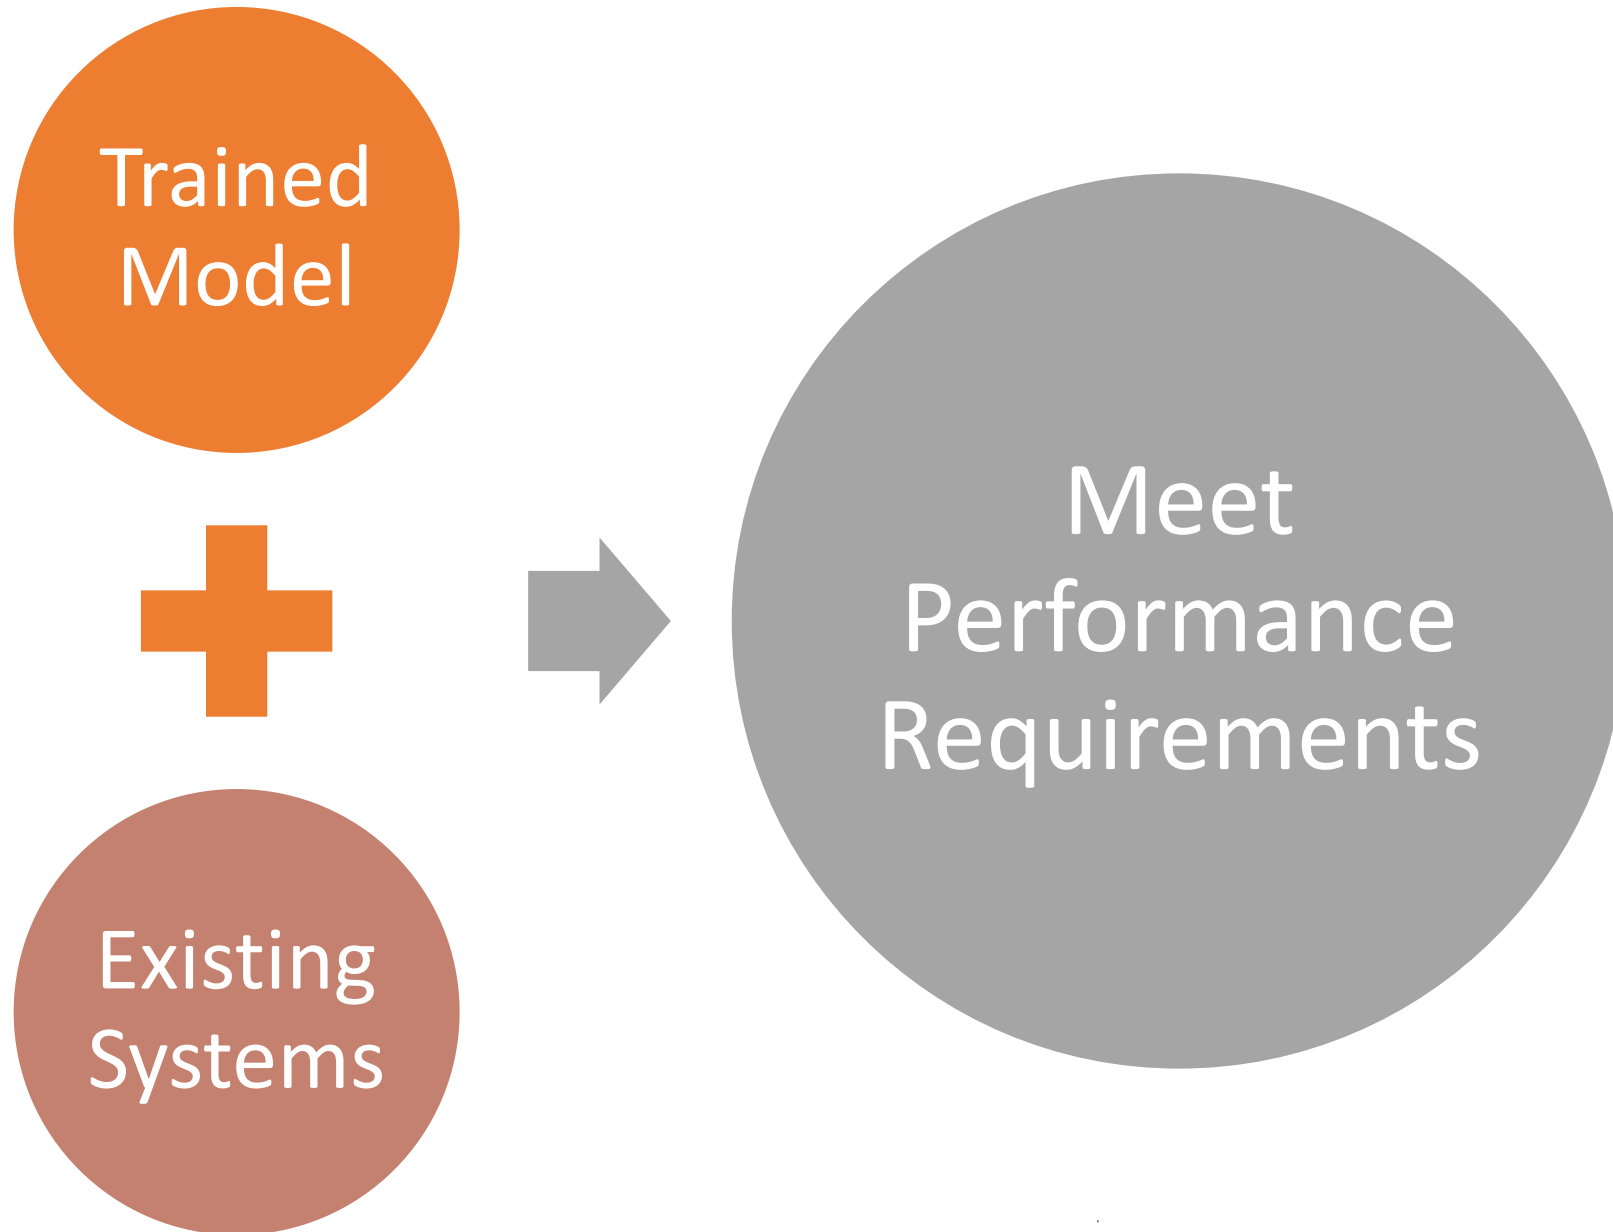 Trained
Model
Existing
Systems
Meet
Performance
Requirements